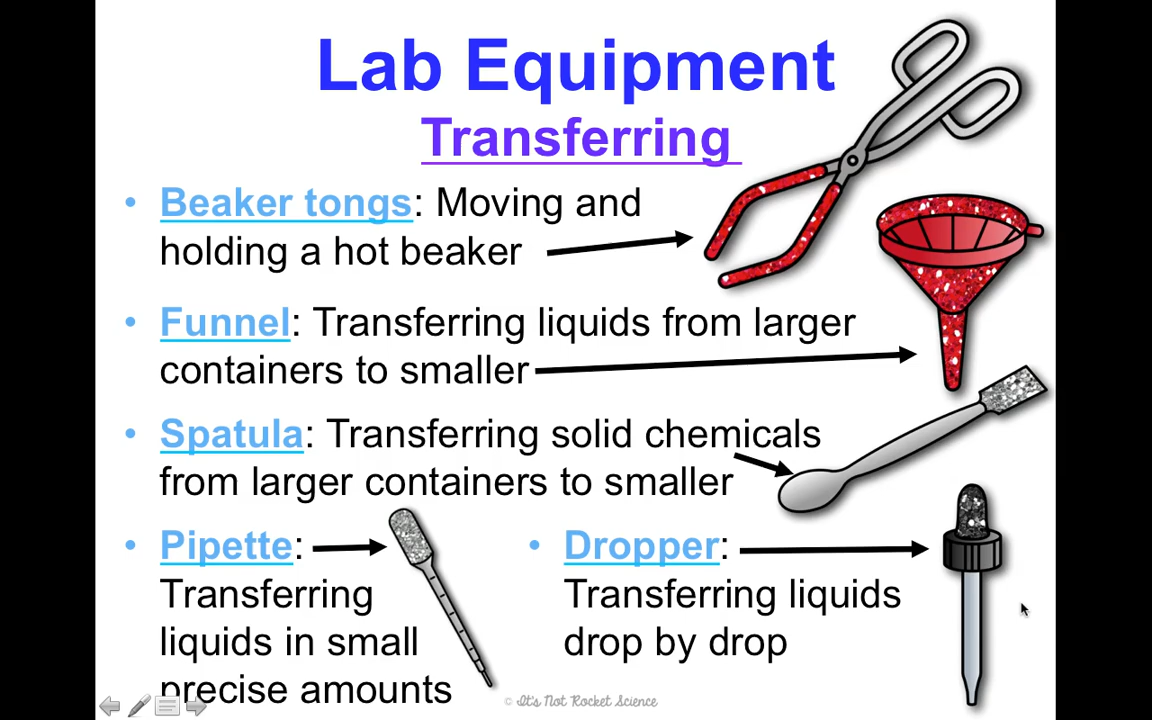 Lab Equipment
Transferring
• Beaker tongs: Moving and
holding a hot beaker
• Funnel: Transferring liquids from larger
containers to smaller
• Spatula: Transferring solid chemicals
from larger containers to smaller
• Pipette:
Transferring
liquids in small
precise amounts
• Dropper:
Transferring liquids
drop by drop
© It's Not Rocket Science